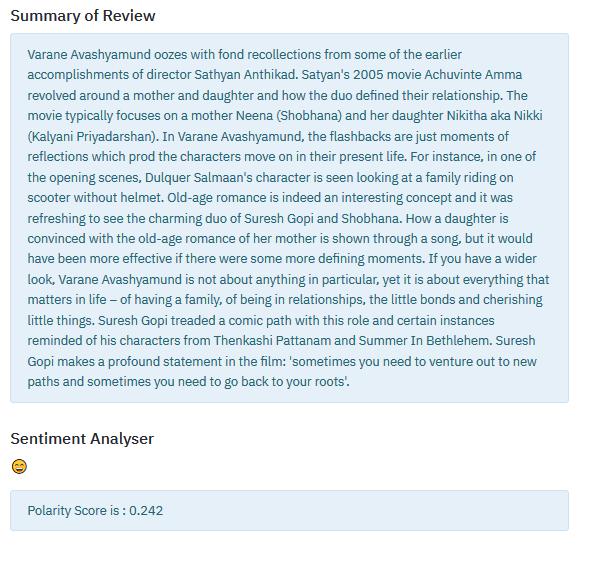 Summary of Review
Varane Avashyamund oozes with fond recollections from some of the earlier
accomplishments of director Sathyan Anthikad. Satyan's 2005 movie Achuvinte Amma
revolved around a mother and daughter and how the duo defined their relationship. The
movie typically focuses on a mother Neena (Shobhana) and her daughter Nikitha aka Nikki
(Kalyani Priyadarshan). In Varane Avashyamund, the flashbacks are just moments of
reflections which prod the characters move on in their present life. For instance, in one of
the opening scenes, Dulquer Salmaan's character is seen looking at a family riding on
scooter without helmet. Old-age romance is indeed an interesting concept and it was
refreshing to see the charming duo of Suresh Gopi and Shobhana. How a daughter is
convinced with the old-age romance of her mother is shown through a song, but it would
have been more effective if there were some more defining moments. If you have a wider
look, Varane Avashyamund is not about anything in particular, yet it is about everything that
matters in life – of having a family, of being in relationships, the little bonds and cherishing
little things. Suresh Gopi treaded a comic path with this role and certain instances
reminded of his characters from Thenkashi Pattanam and Summer In Bethlehem. Suresh
Gopi makes a profound statement in the film: 'sometimes you need to venture out to new
paths and sometimes you need to go back to your roots'.
Sentiment Analyser
Polarity Score is : 0.242